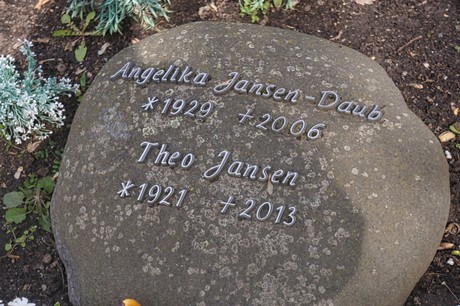 Angelika Jansen-Daub
*1929 +2006
Theo Jansen
*1921 +2013